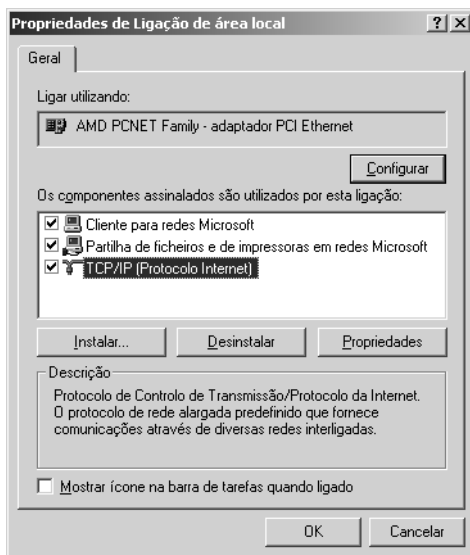 Propriedades de Ligação de área local
Geral
Ligar utilizando:
AMD PCNET Family - adaptador PCI Ethernet
Configurar
Os componentes assinalados são utilizados por esta ligação:
Cliente para redes Microsoft
Partilha de ficheiros e de impressoras em redes Microsoft
TCP/IP (Protocolo Internet)
Instalar... Desinstalar Propriedades
Descrição
Protocolo de Controlo de Transmissão/Protocolo da Internet.
O protocolo de rede alargada predefinido que fornece
comunicações através de diversas redes interligadas.
Mostrar ícone na barra de tarefas quando ligado
OK Cancelar